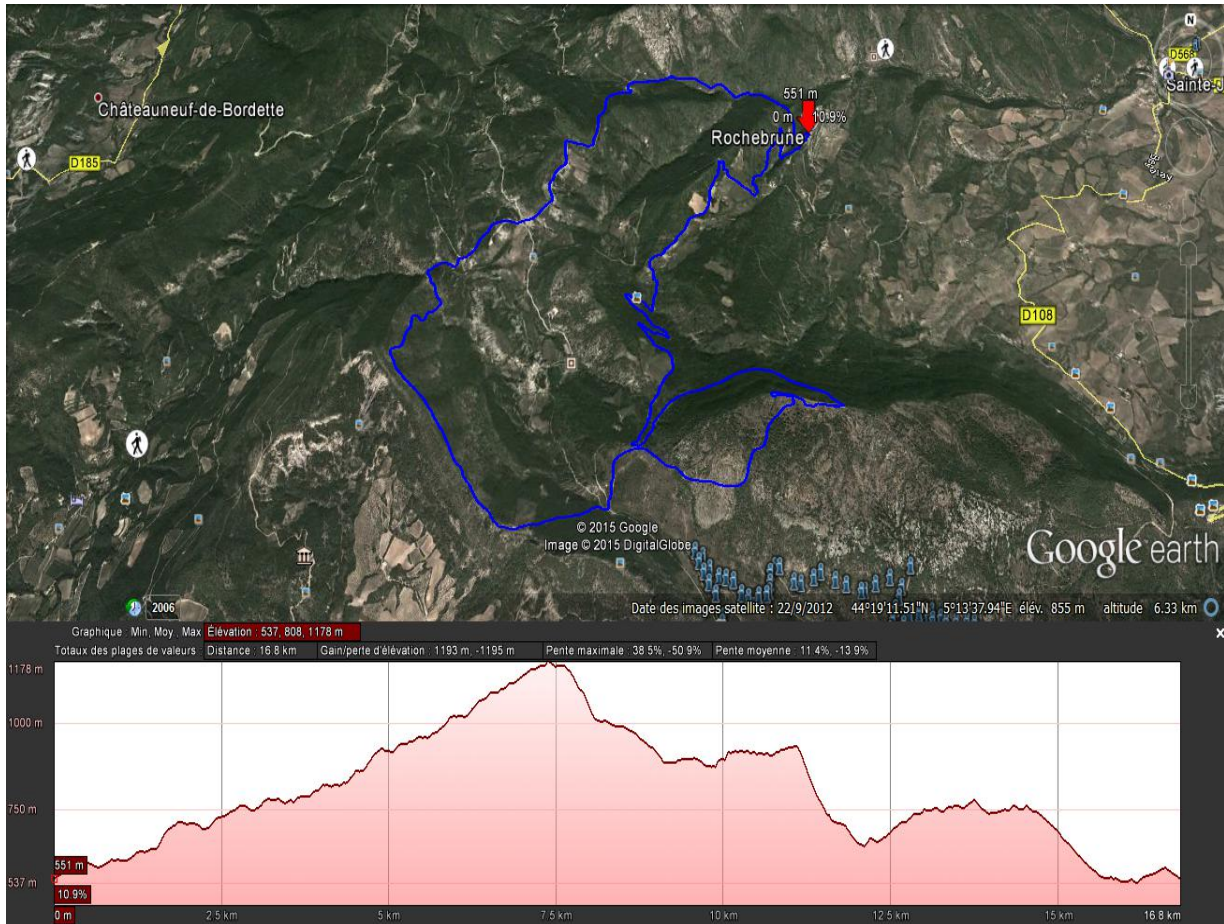 N
D568
Sainte-J
Châteauneuf-de-Bordette
D185
551 m
0 m 10.9%
Rochebrune
D108
© 2015 Google
Image © 2015 DigitalGlobe
Google earth
2006
Date des images satellite : 22/9/2012 44°19'11.51"N 5°13'37.94"E élév. 855 m altitude 6.33 km
Graphique : Min, Moy., Max Élévation : 537, 808, 1178 m
x
Totaux des plages de valeurs : Distance : 16.8 km Gain/perte d'élévation : 1193 m, -1195 m Pente maximale : 38.5%, -50.9% Pente moyenne : 11.4%, -13.9%
1178 m
1000 m
750 m
551 m
537 m
10.9%
0 m 2.5 km 5 km 7.5 km 10 km 12.5 km 15 km 16.8 km